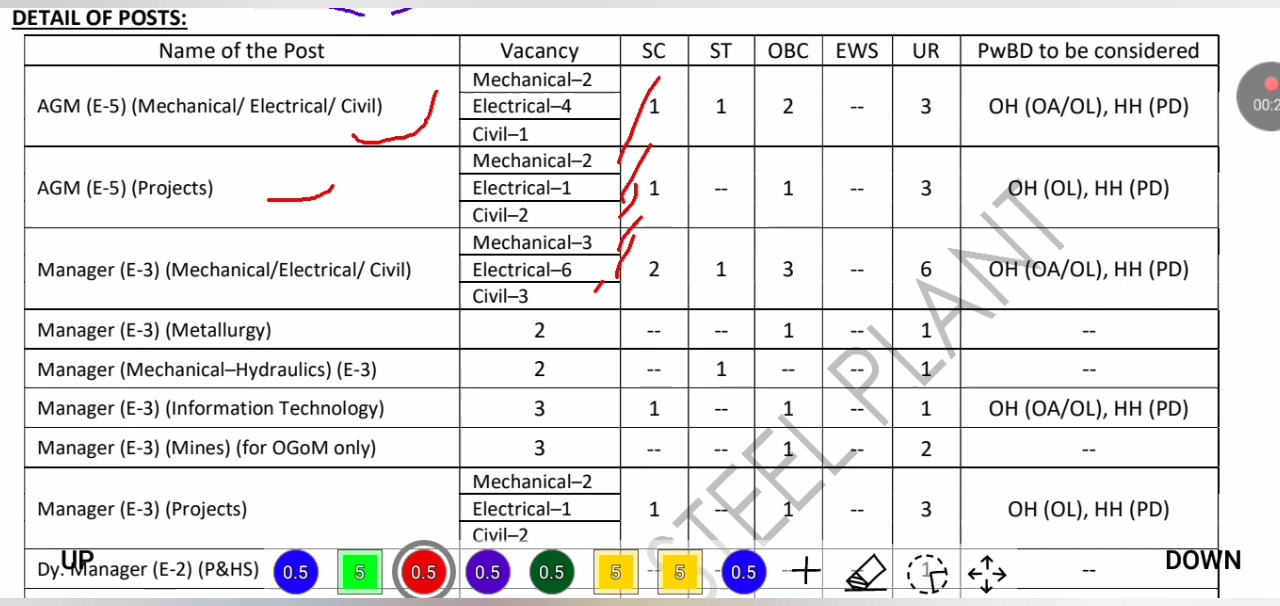 DETAIL OF POSTS:
Name of the Post Vacancy SC ST OBC EWS UR PwBD to be considered
AGM (E-5) (Mechanical/ Electrical/ Civil) Mechanical–2 Electrical–4 Civil–1 1 1 2 -- 3 OH (OA/OL), HH (PD)
AGM (E-5) (Projects) Mechanical–2 Electrical–1 Civil–2 1 -- 1 -- 3 OH (OL), HH (PD)
Manager (E-3) (Mechanical/Electrical/ Civil) Mechanical–3 Electrical–6 Civil–3 2 1 3 -- 6 OH (OA/OL), HH (PD)
Manager (E-3) (Metallurgy) 2 -- -- 1 -- 1 --
Manager (Mechanical–Hydraulics) (E-3) 2 -- 1 -- -- 1 --
Manager (E-3) (Information Technology) 3 1 -- 1 -- 1 OH (OA/OL), HH (PD)
Manager (E-3) (Mines) (for OGoM only) 3 -- -- 1 -- 2 --
Manager (E-3) (Projects) Mechanical–2 Electrical–1 Civil–2 1 -- 1 -- 3 OH (OL), HH (PD)
Dy. Manager (E-2) (P&HS) 1 --
STEEL PLANT
00:2
UP 0.5 5 0.5 0.5 0.5 5 5 0.5 DOWN